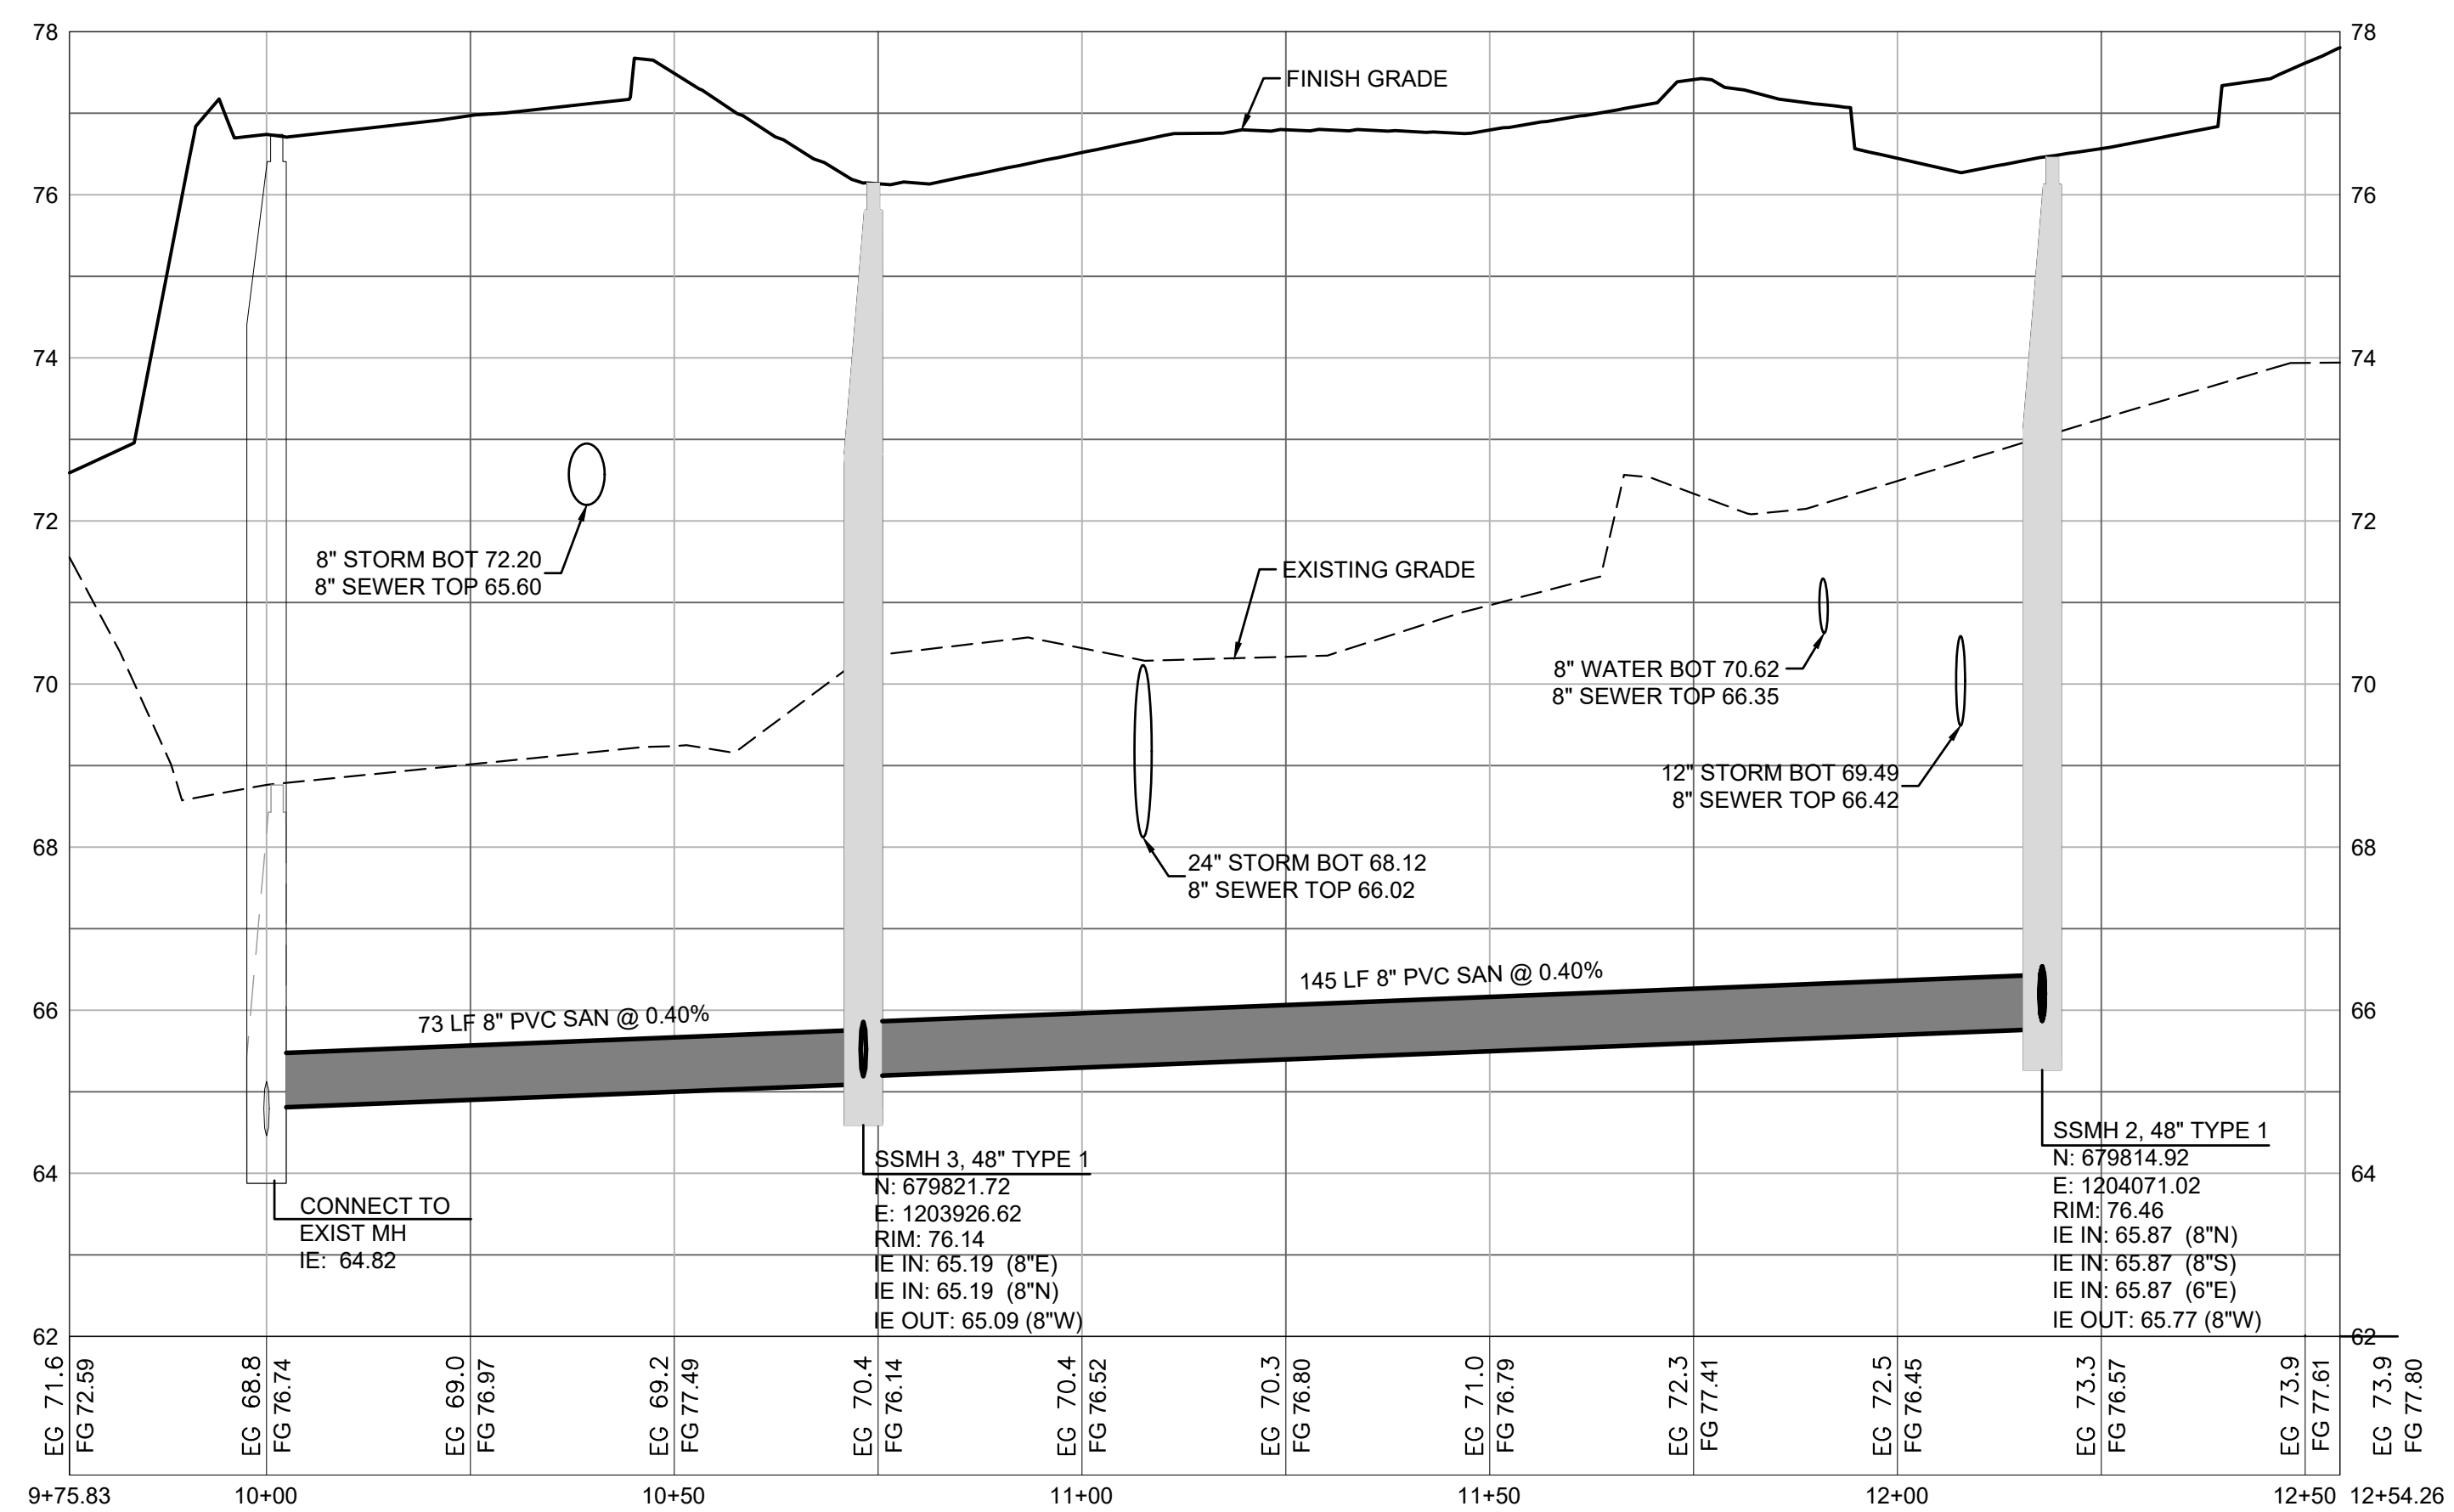 78
78
FINISH GRADE
76
76
74
74
72
72
8" STORM BOT 72.20
8" SEWER TOP 65.60
EXISTING GRADE
70
70
8" WATER BOT 70.62
8" SEWER TOP 66.35
12" STORM BOT 69.49
8" SEWER TOP 66.42
68
68
24" STORM BOT 68.12
8" SEWER TOP 66.02
66
66
73 LF 8" PVC SAN @ 0.40%
145 LF 8" PVC SAN @ 0.40%
64
64
CONNECT TO
EXIST MH
IE: 64.82
SSMH 3, 48" TYPE 1
N: 679821.72
E: 1203926.62
RIM: 76.14
IE IN: 65.19 (8"E)
IE IN: 65.19 (8"N)
IE OUT: 65.09 (8"W)
SSMH 2, 48" TYPE 1
N: 679814.92
E: 1204071.02
RIM: 76.46
IE IN: 65.87 (8"N)
IE IN: 65.87 (8"S)
IE IN: 65.87 (6"E)
IE OUT: 65.77 (8"W)
62
62
EG 71.6
FG 72.59
EG 68.8
FG 76.74
EG 69.0
FG 76.97
EG 69.2
FG 77.49
EG 70.4
FG 76.14
EG 70.4
FG 76.52
EG 70.3
FG 76.80
EG 71.0
FG 76.79
EG 72.3
FG 77.41
EG 72.5
FG 76.45
EG 73.3
FG 76.57
EG 73.9
FG 77.61
EG 73.9
FG 77.80
9+75.83
10+00
10+50
11+00
11+50
12+00
12+50
12+54.26